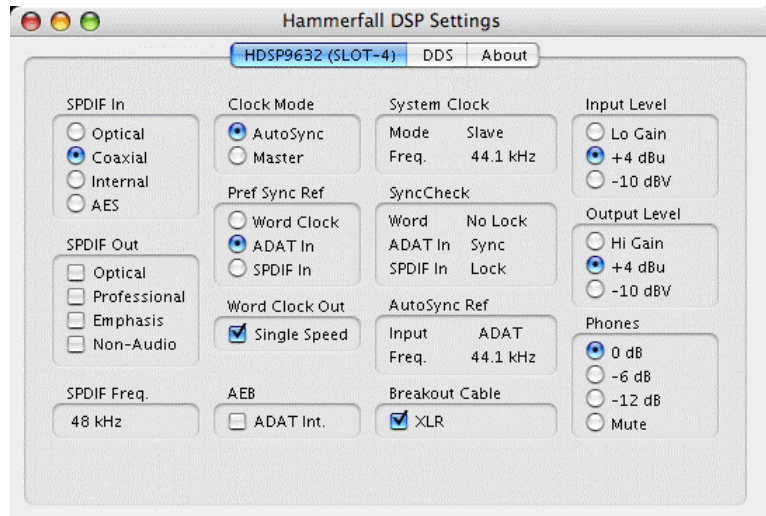 Hammerfall DSP Settings
HDSP9632 (SLOT-4) DDS About
SPDIF In
Optical
Coaxial
Internal
AES
SPDIF Out
Optical
Professional
Emphasis
Non-Audio
SPDIF Freq.
48 kHz
Clock Mode
AutoSync
Master
Pref Sync Ref
Word Clock
ADAT In
SPDIF In
Word Clock Out
Single Speed
AEB
ADAT Int.
System Clock
Mode Slave
Freq. 44.1 kHz
SyncCheck
Word No Lock
ADAT In Sync
SPDIF In Lock
AutoSync Ref
Input ADAT
Freq. 44.1 kHz
Breakout Cable
XLR
Input Level
Lo Gain
+4 dBu
-10 dBV
Output Level
Hi Gain
+4 dBu
-10 dBV
Phones
0 dB
-6 dB
-12 dB
Mute